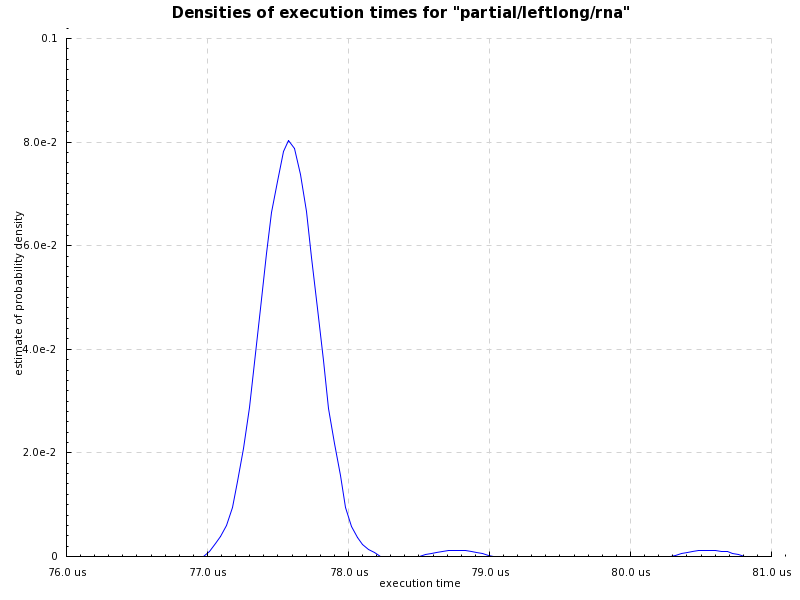 Densities of execution times for "partial/leftlong/rna"
0.1
8.0e-2
6.0e-2
4.0e-2
2.0e-2
0
estimate of probability density
76.0 us
77.0 us
78.0 us
79.0 us
80.0 us
81.0 us
execution time